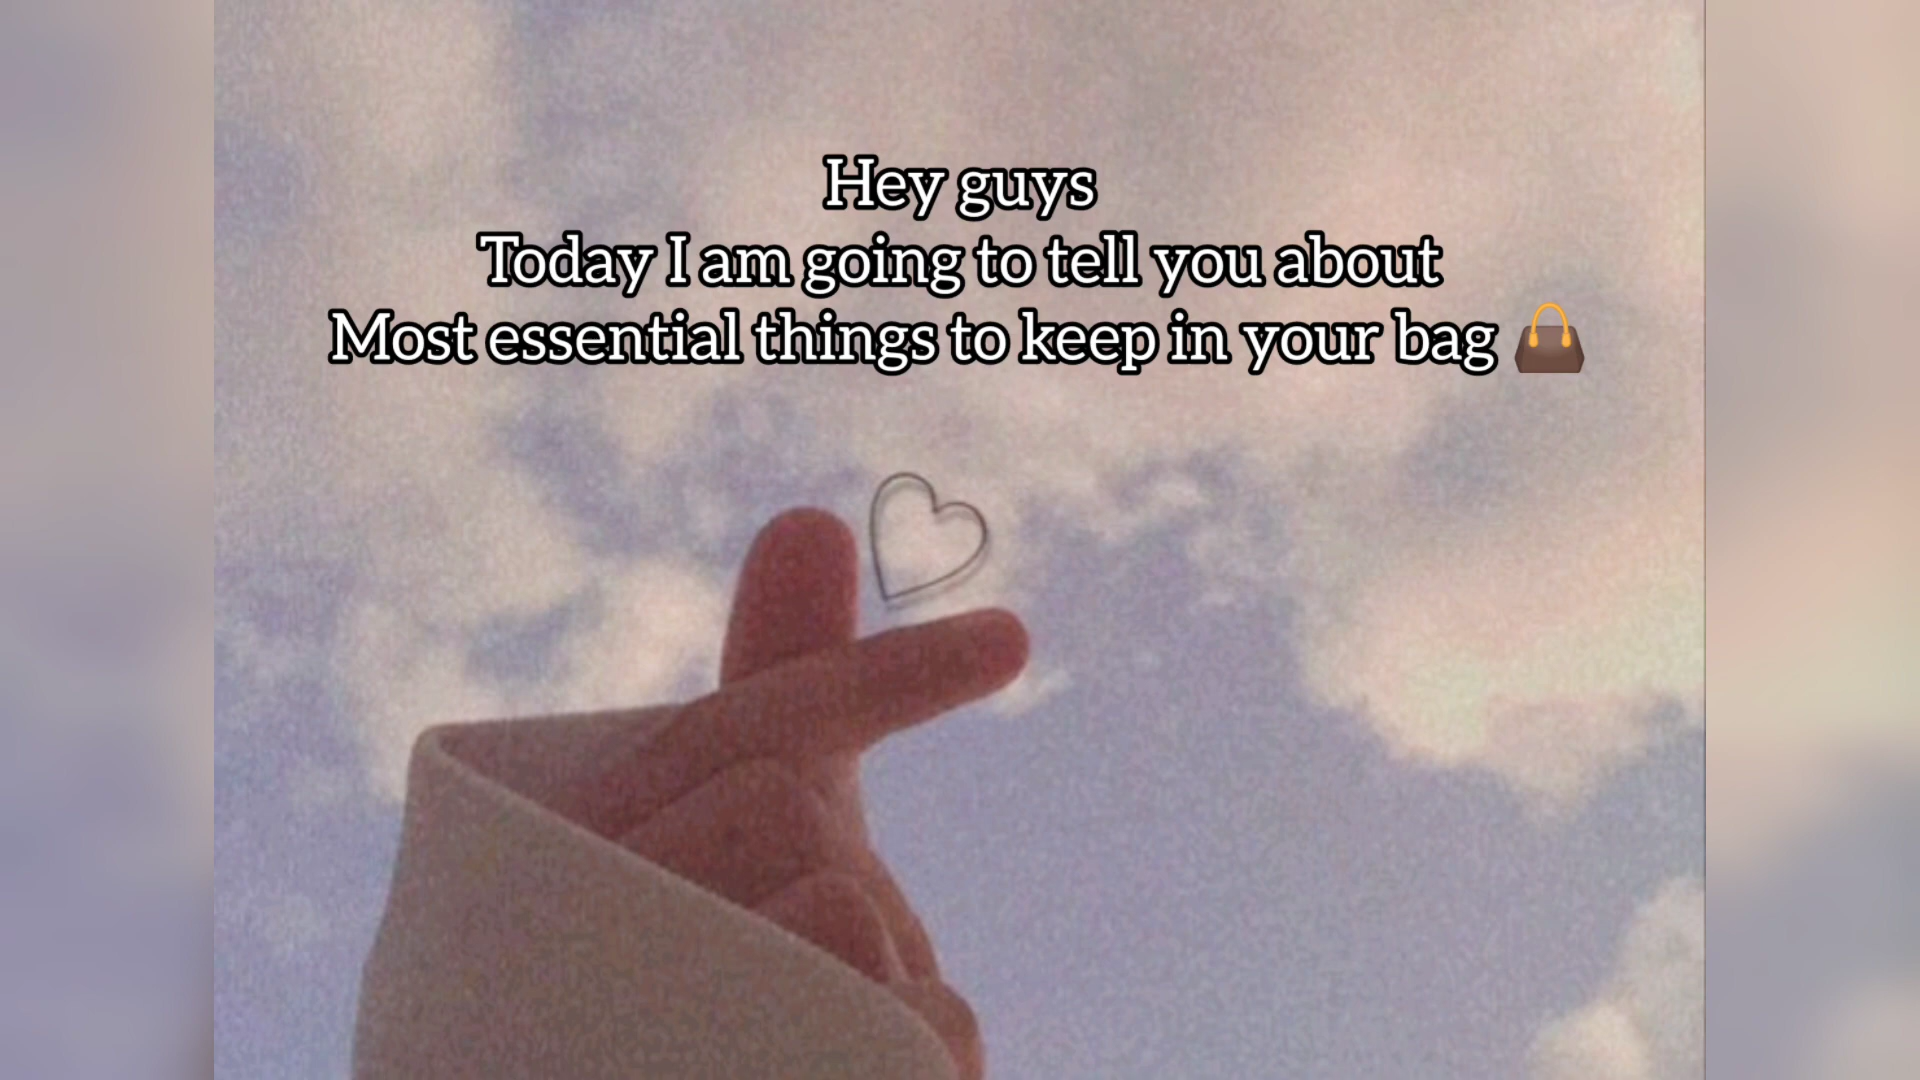 Hey guys
Today I am going to tell you about
Most essential things to keep in your bag 👜